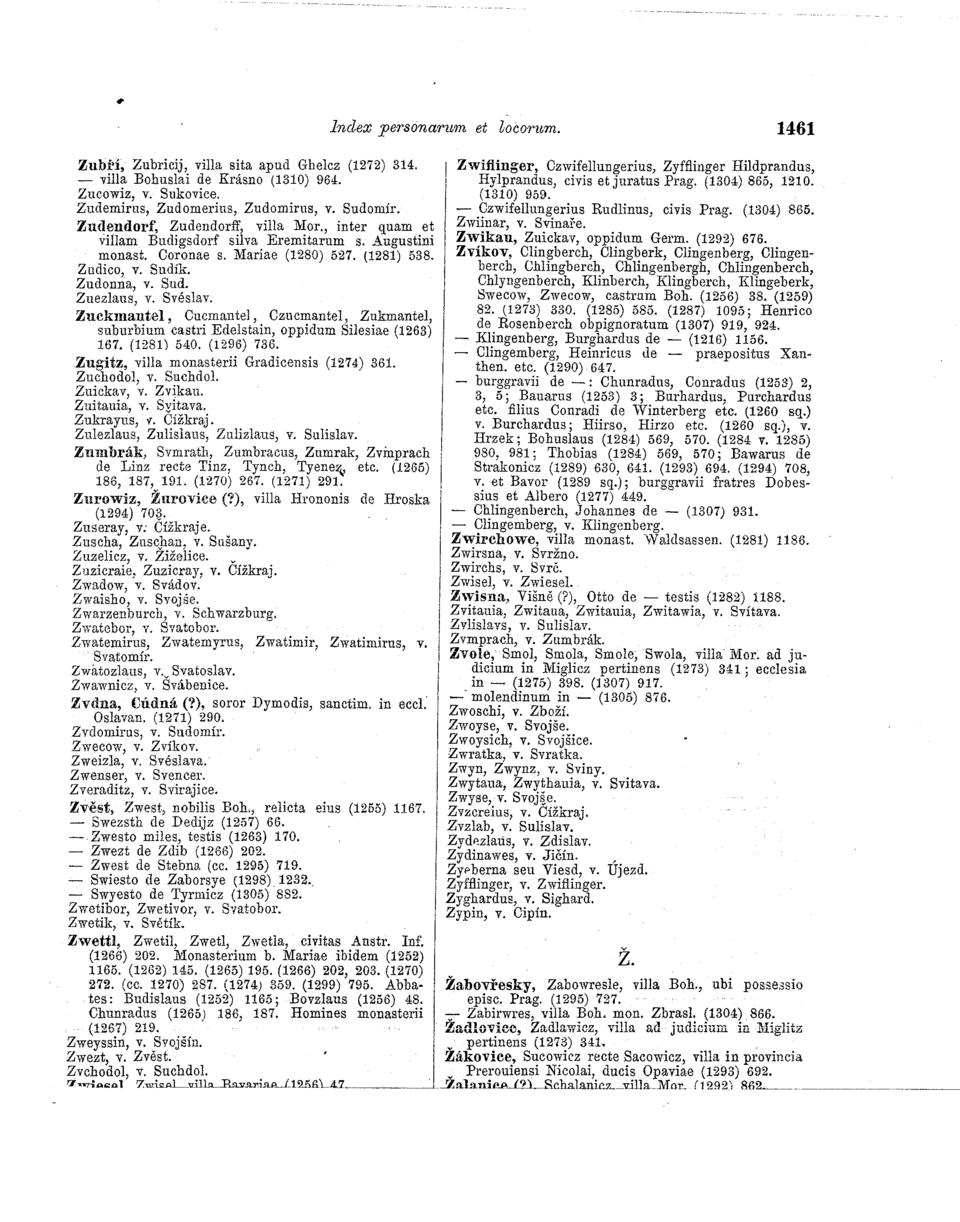 Index personarum et locorum.
1461
Zubří, Zubricij, villa sita apud Ghelcz (1272) 314.
— villa Bohuslai de Krásno (1310) 964.
Zucowiz, v. Sukovice.
Zudemirus, Zudomerius, Zudomirus, v. Sudomír.
Zudendorf, Zudendorff, villa Mor., inter quam et
villam Budigsdorf silva Eremitarum s. Augustini
monast. Coronae s. Mariae (1280) 527. (1281) 538.
Zudico, v. Sudík.
Zudonna, v. Sud.
Zuezlaus, v. Svéslav.
Zuckmantel, Cucmantel, Czucmantel, Zukmantel,
suburbium castri Edelstain, oppidum Silesiae (1263)
167. (1281) 540. (1296) 736.
Zugitz, villa monasterii Gradicensis (1274) 361.
Zuchodol, v. Suchdol.
Zuickav, v. Zvikau.
Zuitauia, v. Svitava.
Zukrayus, v. Čížkraj.
Zulezlaus, Zulislaus, Zulizlaus, v. Sulislav.
Zumbrák, Svmrath, Zumbracus, Zumrak, Zvmprach
de Linz recte Tinz, Tynch, Tyenez, etc. (1265)
186, 187, 191. (1270) 267. (1271) 291.
Zurowiz, Žurovice (?), villa Hrononis de Hroska
(1294) 703.
Zuseray, v. Čížkraje.
Zuscha, Zuschan, v. Sušany.
Zuzelicz, v. Žiželice.
Zuzicraie, Zuzicray, v. Čížkraj.
Zwadow, v. Svádov.
Zwaisho, v. Svojše.
Zwarzenburch, v. Schwarzburg.
Zwatebor, v. Svatobor.
Zwatemirus, Zwatemyrus, Zwatimir, Zwatimirus, v.
Svatomír.
Zwatozlaus, v. Svatoslav.
Zwawnicz, v. Švábenice.
Zvdna, Cúdná (?), soror Dymodis, sanctim. in eccl.
Oslavan. (1271) 290.
Zvdomirus, v. Sudomír.
Zwecow, v. Zvíkov.
Zweizla, v. Svéslava.
Zwenser, v. Svencer.
Zveraditz, v. Svirajice.
Zvěst, Zwest, nobilis Boh., relicta eius (1255) 1167.
— Swezsth de Dedijz (1257) 66.
— Zwesto miles, testis (1263) 170.
— Zwezt de Zdib (1266) 202.
— Zwest de Stebna (cc. 1295) 719.
— Swiesto de Zaborsye (1298) 1232.
— Swyesto de Tyrmicz (1305) 882.
Zwetibor, Zwetivor, v. Svatobor.
Zwetik, v. Světík.
Zwettl, Zwetil, Zwetl, Zwetla, civitas Austr. Inf.
(1266) 202. Monasterium b. Mariae ibidem (1252)
1165. (1262) 145. (1265) 195. (1266) 202, 203. (1270)
272. (cc. 1270) 287. (1274) 359. (1299) 795. Abba-
tes: Budislaus (1252) 1165; Bovzlaus (1256) 48.
Chunradus (1265) 186, 187. Homines monasterii
(1267) 219.
Zweyssin, v. Svojšín.
Zwezt, v. Zvěst.
Zvchodol, v. Suchdol.
Zwiesel, Zwisel, villa Bavariae (1256) 47.
Zwiflinger, Czwifellungerius, Zyfflinger Hildprandus,
Hylprandus, civis et juratus Prag. (1304) 865, 1210.
(1310) 959.
— Czwifellungerius Rudlinus, civis Prag. (1304) 865.
Zwiinar, v. Svinaře.
Zwikau, Zuickav, oppidum Germ. (1292) 676.
Zvíkov, Clingberch, Clingberk, Clingenberg, Clingen-
berch, Chlingberch, Chlingenbergh, Chlingenberch,
Chlyngenberch, Klinberch, Klingberch, Klingeberk,
Swecow, Zwecow, castrum Boh. (1256) 38. (1259)
82. (1273) 330. (1285) 585. (1287) 1095; Henrico
de Rosenberch obpignoratum (1307) 919, 924.
— Klingenberg, Burghardus de — (1216) 1156.
— Clingemberg, Heinricus de — praepositus Xan-
then. etc. (1290) 647.
— burggravii de —: Chunradus, Conradus (1253) 2,
3, 5; Bauarus (1253) 3; Burhardus, Purchardus
etc. filius Conradi de Winterberg etc. (1260 sq.)
v. Burchardus; Hiirso, Hirzo etc. (1260 sq.), v.
Hrzek; Bohuslaus (1284) 569, 570. (1284 v. 1285)
980, 981; Thobias (1284) 569, 570; Bawarus de
Strakonicz (1289) 630, 641. (1293) 694. (1294) 708,
v. et Bavor (1289 sq.); burggravii fratres Dobes-
sius et Albero (1277) 449.
— Chlingenberch, Johannes de — (1307) 931.
— Clingemberg, v. Klingenberg.
Zwirchowe, villa monast. Waldsassen. (1281) 1186.
Zwirsna, v. Svržno.
Zwirchs, v. Svrč.
Zwisel, v. Zwiesel.
Zwisna, Višně (?), Otto de — testis (1282) 1188.
Zvitauia, Zwitaua, Zwitauia, Zwitawia, v. Svítava.
Zvlislavs, v. Sulislav.
Zvmprach, v. Zumbrák.
Zvole, Smol, Smola, Smole, Swola, villa Mor. ad ju-
dicium in Miglicz pertinens (1273) 341; ecclesia
in — (1275) 398. (1307) 917.
— molendinum in — (1305) 876.
Zwoschi, v. Zboží.
Zwoyse, v. Svojše.
Zwoysich, v. Svojšice.
Zwratka, v. Svratka.
Zwyn, Zwynz, v. Sviny.
Zwytaua, Zwythauia, v. Svitava.
Zwyse, v. Svojše.
Zvzcreius, v. Čížkraj.
Zvzlab, v. Sulislav.
Zydezlaus, v. Zdislav.
Zydinawes, v. Jičín.
Zyeberna seu Viesd, v. Újezd.
Zyfflinger, v. Zwiflinger.
Zyghardus, v. Sighard.
Zypin, v. Cipín.
Ž.
Žabovřesky, Zabowresle, villa Boh., ubi possessio
episc. Prag. (1295) 727.
— Zabirwres, villa Boh. mon. Zbrasl. (1304) 866.
Žadlovice, Zadlawicz, villa ad judicium in Miglitz
pertinens (1273) 341.
Žákovice, Sucowicz recte Sacowicz, villa in provincia
Prerouiensi Nicolai, ducis Opaviae (1293) 692.
Žalanice (?), Schalanicz, villa Mor. (1292) 862.